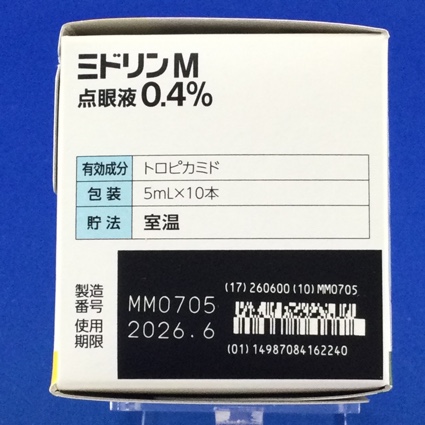 ミドリンM
点眼液0.4%
有効成分 トロピカミド
包装 5mL×10本
貯法 室温
製造番号 MM0705
使用期限 2026.6
(17) 260600 (10) MM0705
(01) 14987084162240